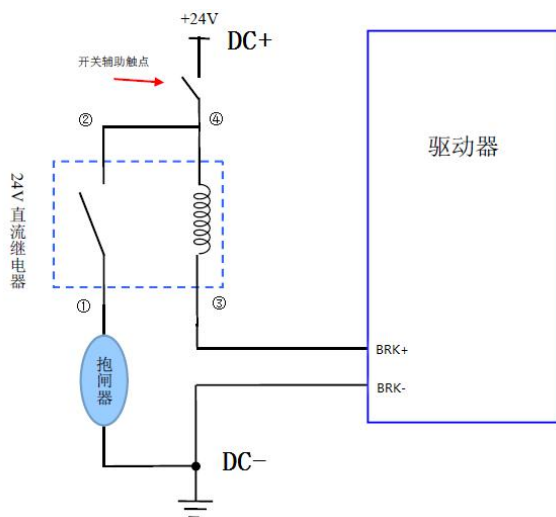 +24V
DC+
开关辅助触点
②
④
驱动器
24V 直流继电器
①
③
BRK+
抱闸器
BRK-
DC-